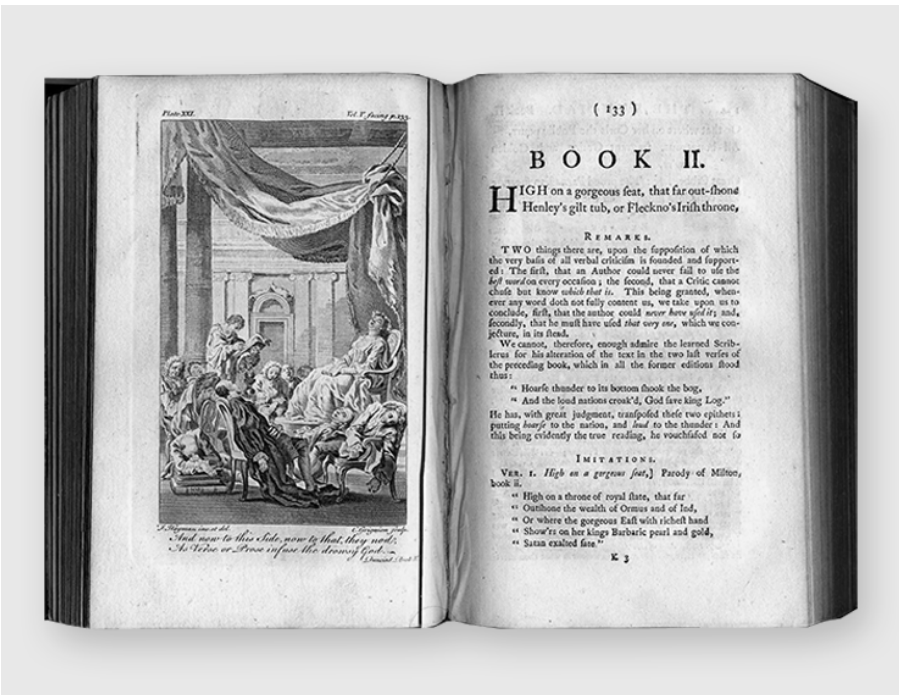 Plate XXI. Vol. V. facing p. 133.
F. Hayman inv. et del. C. Grignion sculp.
And now to this Side, now to that, they nod;
As Verse or Prose infuse the drowsy God.
Dunciad, Book
( 133 )
BOOK II.
HIGH on a gorgeous ſeat, that far out-ſhone
Henley's gilt tub, or Fleckno's Iriſh throne,
REMARKS.
TWO things there are, upon the ſuppoſition of which
the very baſis of all verbal criticiſm is founded and ſupport-
ed: The firſt, that an Author could never fail to uſe the
beſt word on every occaſion; the ſecond, that a Critic cannot
chuſe but know which that is. This being granted, when-
ever any word doth not fully content us, we take upon us to
conclude, firſt, that the author could never have uſed it; and,
ſecondly, that he muſt have uſed that very one, which we con-
jecture, in its ſtead.
We cannot, therefore, enough admire the learned Scrib-
lerus for his alteration of the text in the two laſt verſes of
the preceding book, which in all the former editions ſtood
thus:
“ Hoarſe thunder to its bottom ſhook the bog,
“ And the loud nations croak'd, God ſave king Log.”
He has, with great judgment, tranſpoſed theſe two epithets;
putting hoarſe to the nation, and loud to the thunder: And
this being evidently the true reading, he vouchſafed not ſo
IMITATIONS.
VER. 1. High on a gorgeous ſeat,] Parody of Milton,
book ii.
“ High on a throne of royal ſtate, that far
“ Outſhone the wealth of Ormus and of Ind,
“ Or where the gorgeous Eaſt with richeſt hand
“ Show'rs on her kings Barbaric pearl and gold,
“ Satan exalted ſate.”
K 3